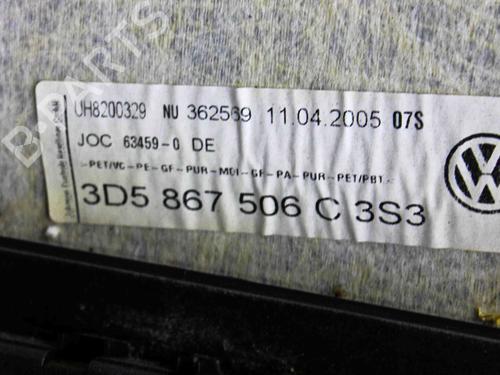 B-PARTS
UH8200329 NU 362569 11.04.2005 07S
JOC 63459-0 DE
-PET/VC-PE-GF-PUR-MDI-GF-PA-PUR-PET/PBT-
3D5 867 506 C 3S3